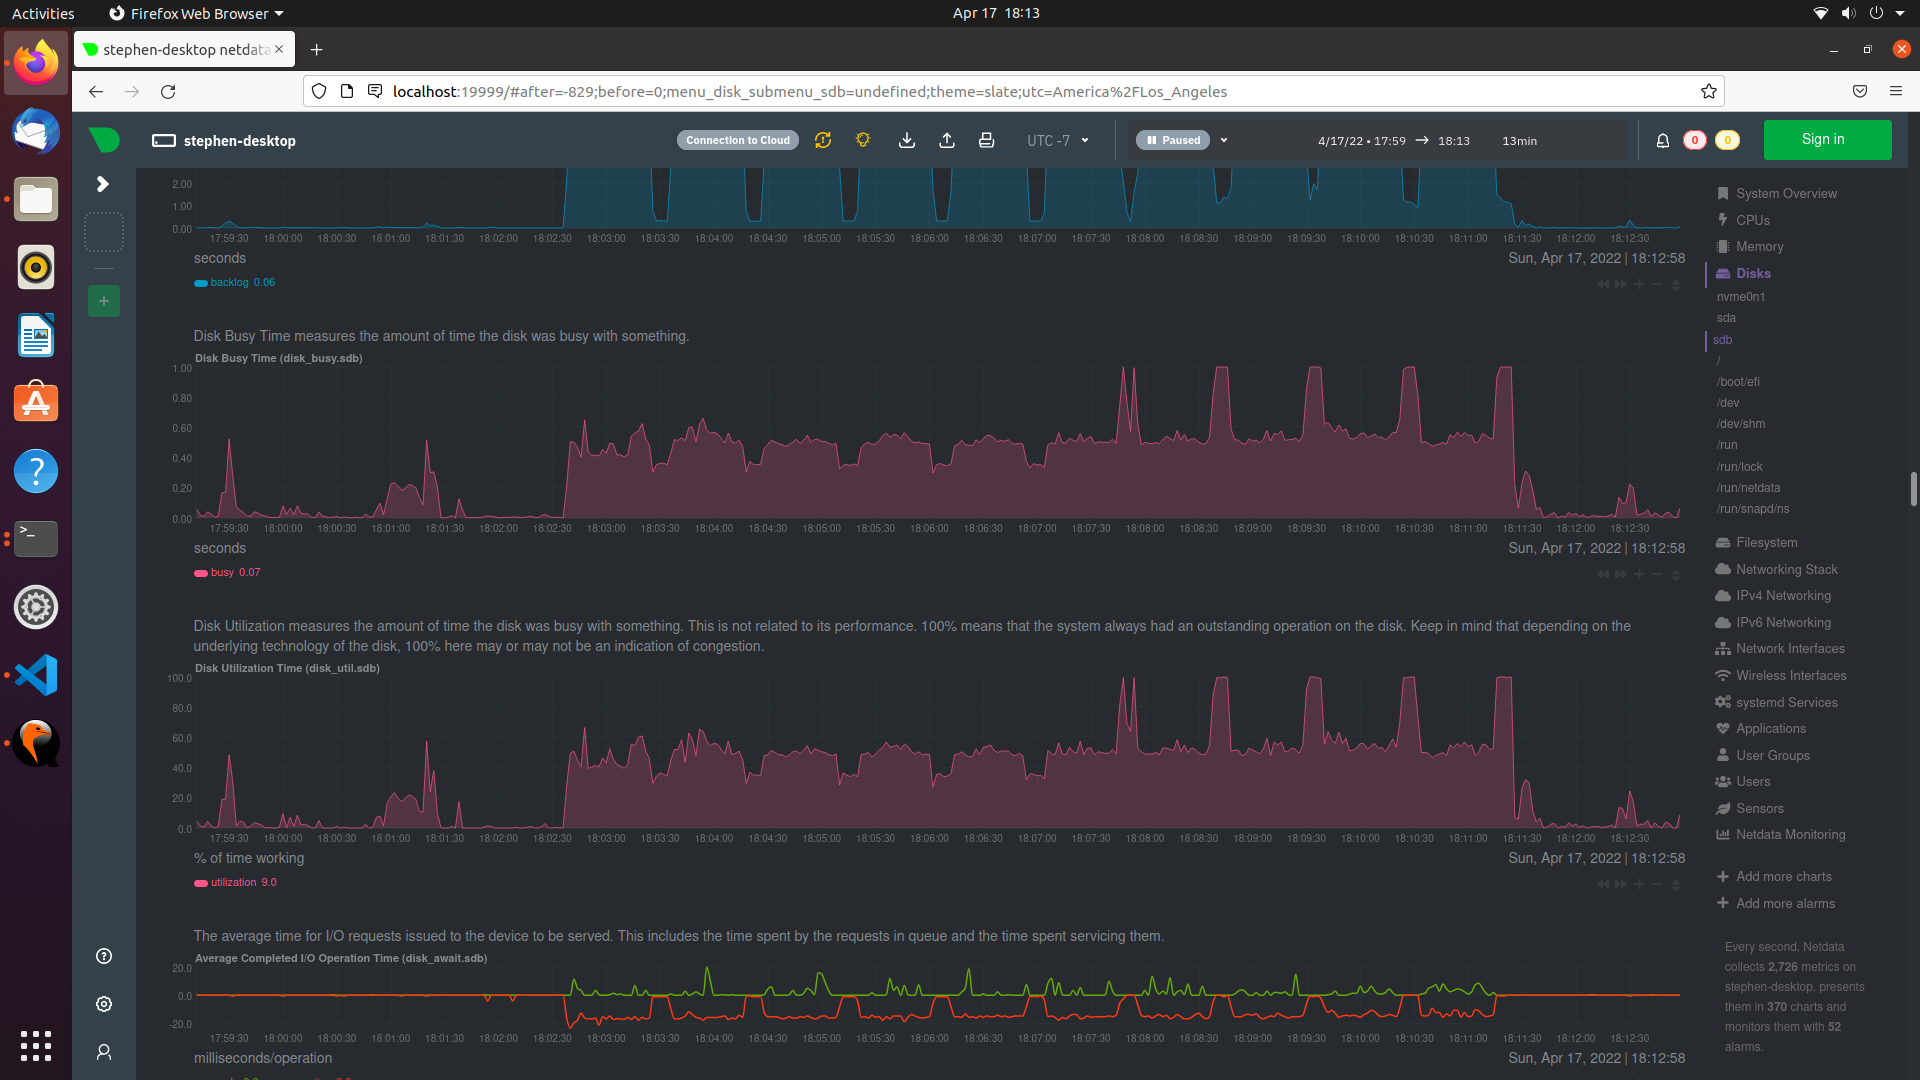 Activities
Firefox Web Browser
Apr 17 18:13
stephen-desktop netdata
localhost:19999/#after=-829;before=0;menu_disk_submenu_sdb=undefined;theme=slate;utc=America%2FLos_Angeles
stephen-desktop
Connection to Cloud
UTC -7
Paused
4/17/22 • 17:59 → 18:13 13min
0
0
Sign in
2.00
1.00
0.00
17:59:30 18:00:00 18:00:30 18:01:00 18:01:30 18:02:00 18:02:30 18:03:00 18:03:30 18:04:00 18:04:30 18:05:00 18:05:30 18:06:00 18:06:30 18:07:00 18:07:30 18:08:00 18:08:30 18:09:00 18:09:30 18:10:00 18:10:30 18:11:00 18:11:30 18:12:00 18:12:30
seconds
Sun, Apr 17, 2022 | 18:12:58
backlog 0.06
Disk Busy Time measures the amount of time the disk was busy with something.
Disk Busy Time (disk_busy.sdb)
1.00
0.80
0.60
0.40
0.20
0.00
17:59:30 18:00:00 18:00:30 18:01:00 18:01:30 18:02:00 18:02:30 18:03:00 18:03:30 18:04:00 18:04:30 18:05:00 18:05:30 18:06:00 18:06:30 18:07:00 18:07:30 18:08:00 18:08:30 18:09:00 18:09:30 18:10:00 18:10:30 18:11:00 18:11:30 18:12:00 18:12:30
seconds
Sun, Apr 17, 2022 | 18:12:58
busy 0.07
Disk Utilization measures the amount of time the disk was busy with something. This is not related to its performance. 100% means that the system always had an outstanding operation on the disk. Keep in mind that depending on the
underlying technology of the disk, 100% here may or may not be an indication of congestion.
Disk Utilization Time (disk_util.sdb)
100.0
80.0
60.0
40.0
20.0
0.0
17:59:30 18:00:00 18:00:30 18:01:00 18:01:30 18:02:00 18:02:30 18:03:00 18:03:30 18:04:00 18:04:30 18:05:00 18:05:30 18:06:00 18:06:30 18:07:00 18:07:30 18:08:00 18:08:30 18:09:00 18:09:30 18:10:00 18:10:30 18:11:00 18:11:30 18:12:00 18:12:30
% of time working
Sun, Apr 17, 2022 | 18:12:58
utilization 9.0
The average time for I/O requests issued to the device to be served. This includes the time spent by the requests in queue and the time spent servicing them.
Average Completed I/O Operation Time (disk_await.sdb)
20.0
0.0
-20.0
17:59:30 18:00:00 18:00:30 18:01:00 18:01:30 18:02:00 18:02:30 18:03:00 18:03:30 18:04:00 18:04:30 18:05:00 18:05:30 18:06:00 18:06:30 18:07:00 18:07:30 18:08:00 18:08:30 18:09:00 18:09:30 18:10:00 18:10:30 18:11:00 18:11:30 18:12:00 18:12:30
milliseconds/operation
Sun, Apr 17, 2022 | 18:12:58
System Overview
CPUs
Memory
Disks
nvme0n1
sda
sdb
/
/boot/efi
/dev
/dev/shm
/run
/run/lock
/run/netdata
/run/snapd/ns
Filesystem
Networking Stack
IPv4 Networking
IPv6 Networking
Network Interfaces
Wireless Interfaces
systemd Services
Applications
User Groups
Users
Sensors
Netdata Monitoring
Add more charts
Add more alarms
Every second, Netdata
collects 2,726 metrics on
stephen-desktop, presents
them in 370 charts and
monitors them with 52
alarms.